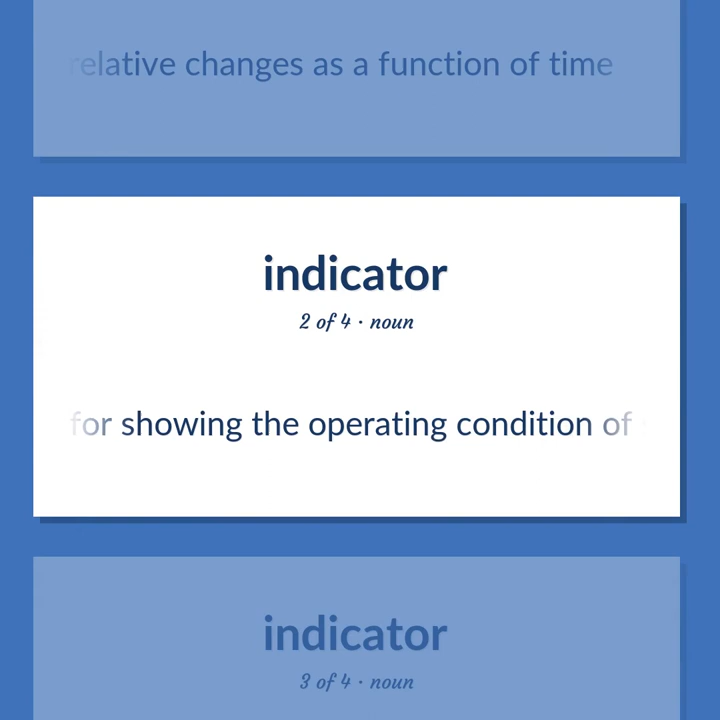 relative changes as a function of time
indicator
2 of 4 · noun
for showing the operating condition of
indicator
3 of 4 · noun